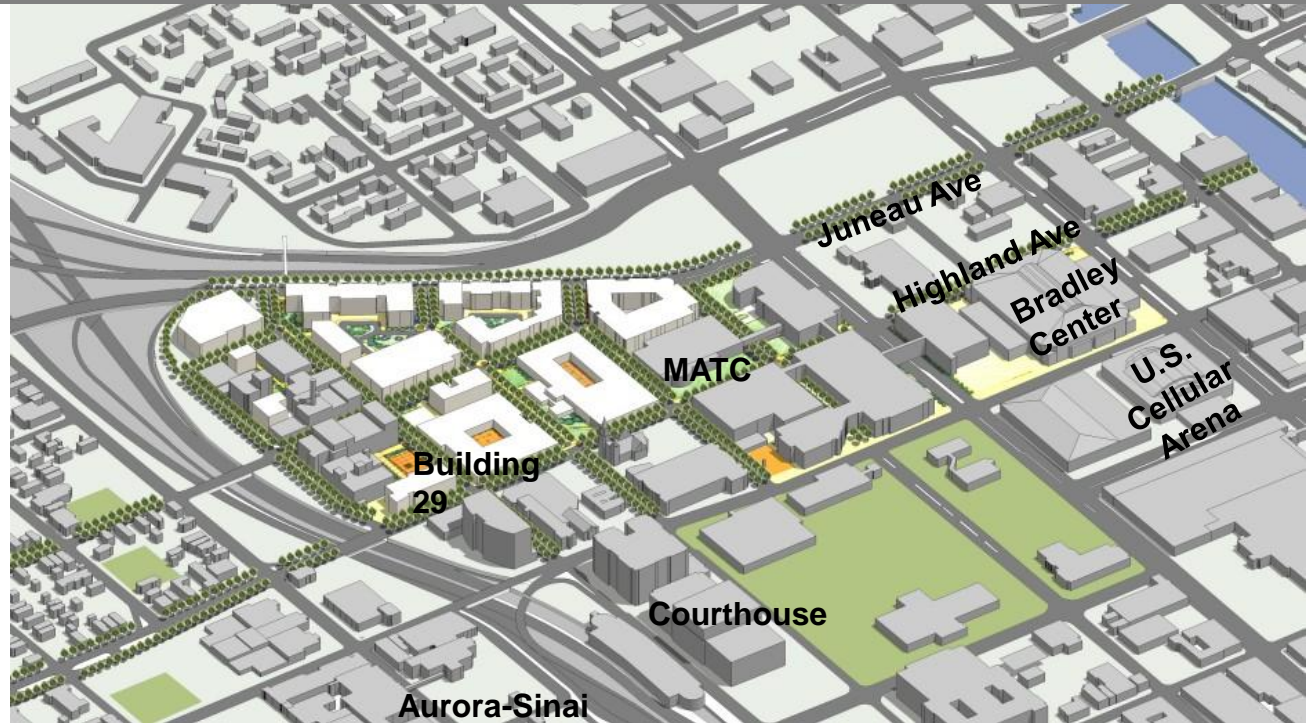 Juneau Ave
Highland Ave
Bradley
Center
MATC
U.S.
Cellular
Arena
Building
29
Courthouse
Aurora-Sinai